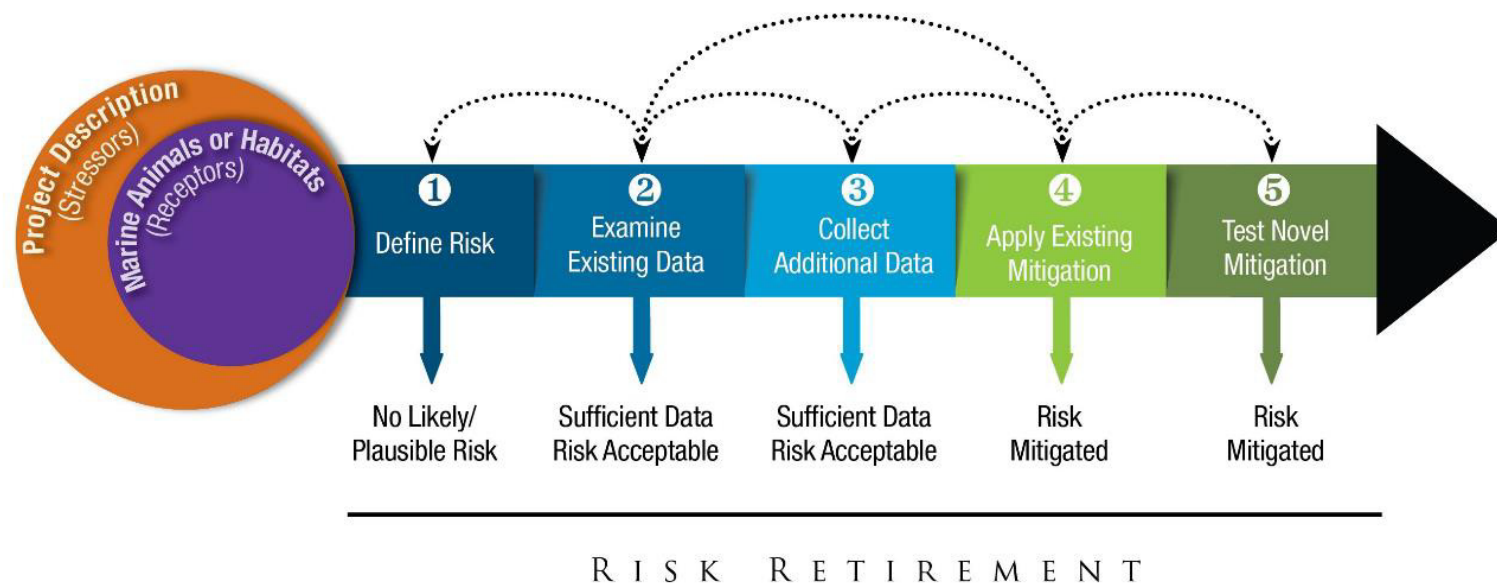 Project Description
(Stressors)
Marine Animals or Habitats
(Receptors)
1
Define Risk
2
Examine
Existing Data
3
Collect
Additional Data
4
Apply Existing
Mitigation
5
Test Novel
Mitigation
No Likely/
Plausible Risk
Sufficient Data
Risk Acceptable
Sufficient Data
Risk Acceptable
Risk
Mitigated
Risk
Mitigated
RISK RETIREMENT